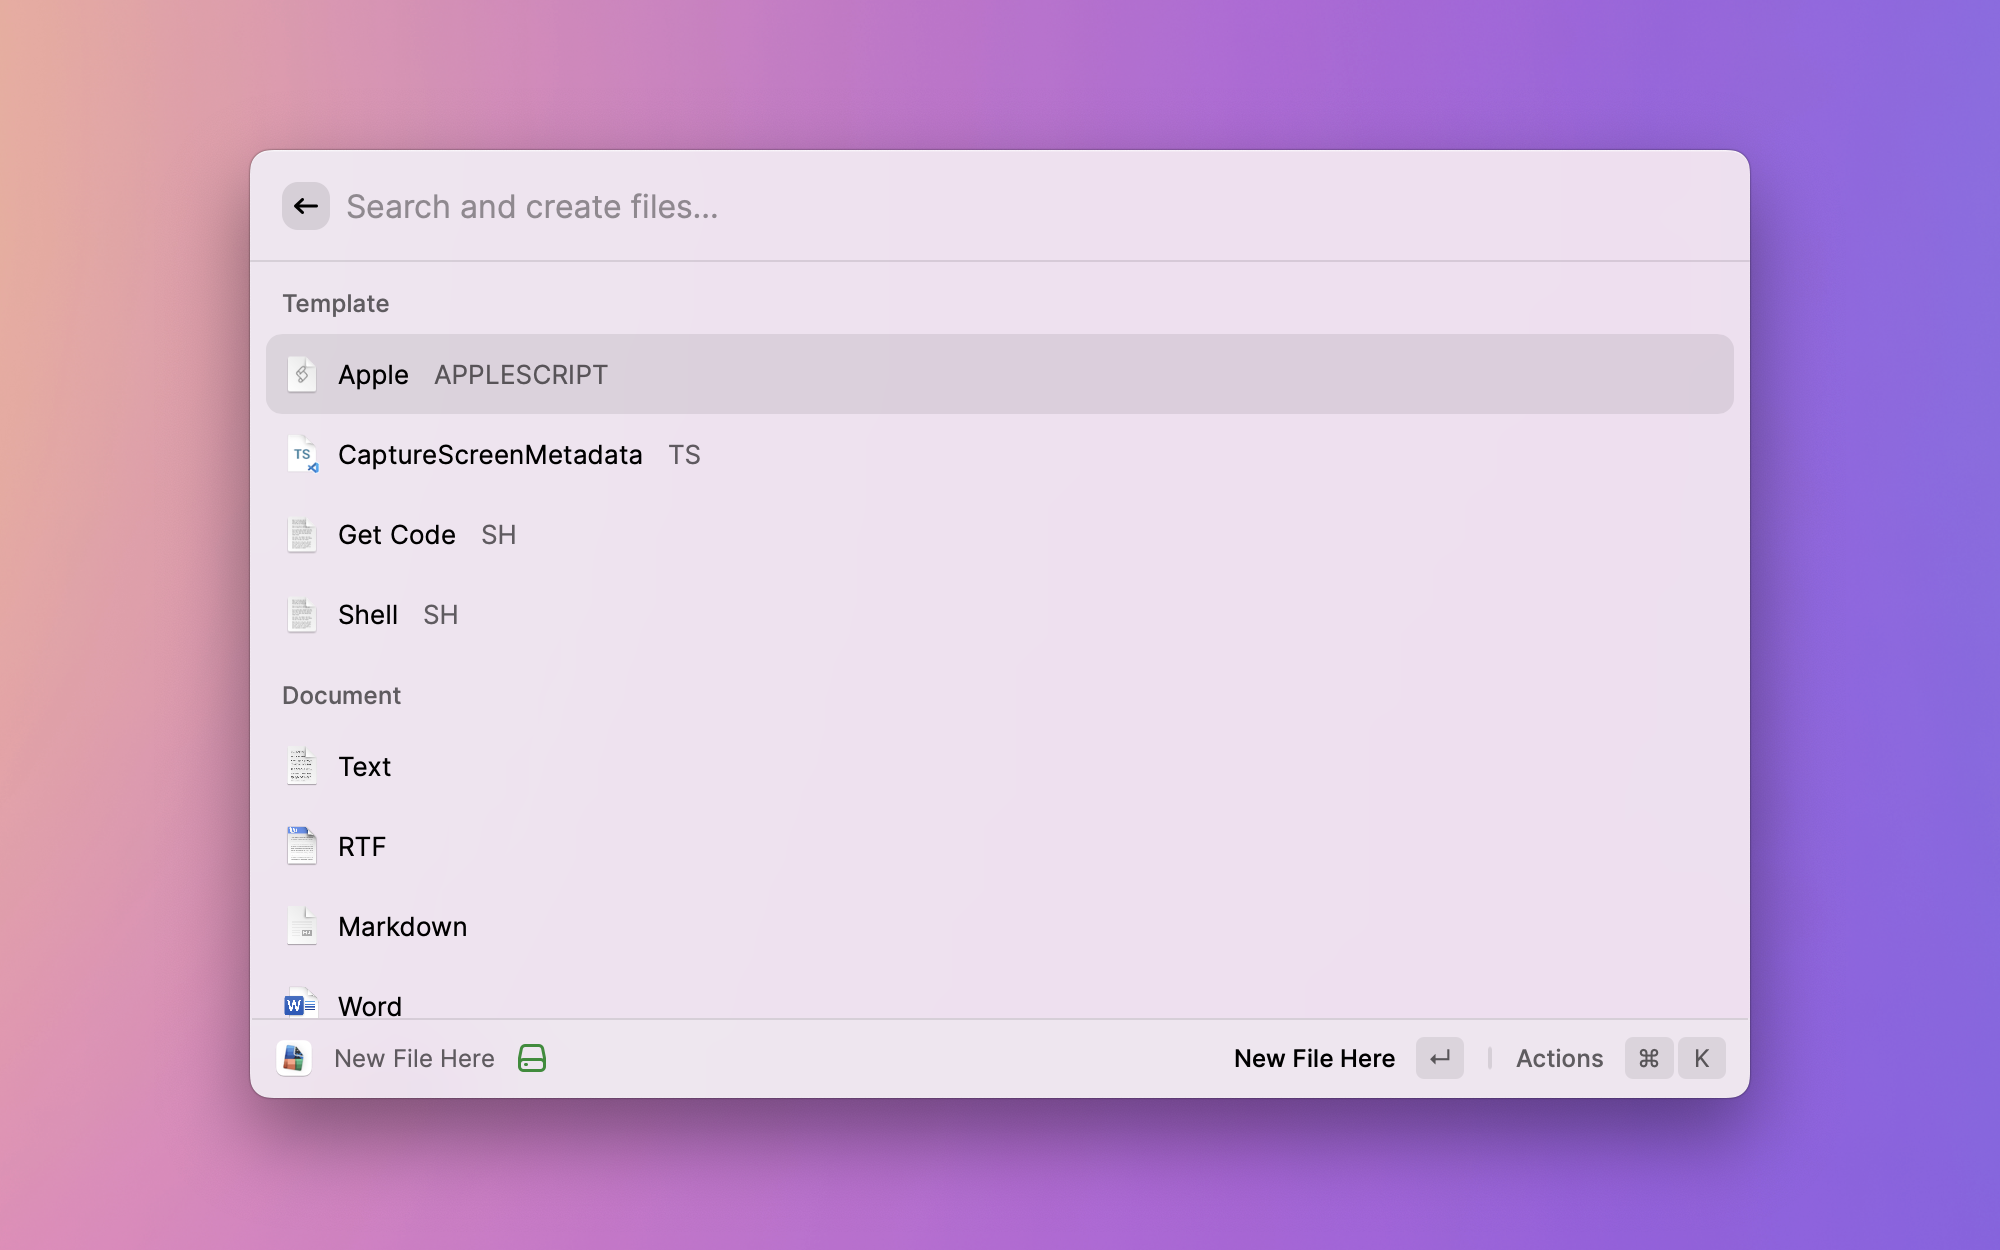 Search and create files...
Template
Apple APPLESCRIPT
CaptureScreenMetadata TS
TS
Get Code SH
Shell SH
Document
Text
RTF
Markdown
W Word
New File Here New File Here ↵ Actions ⌘ K